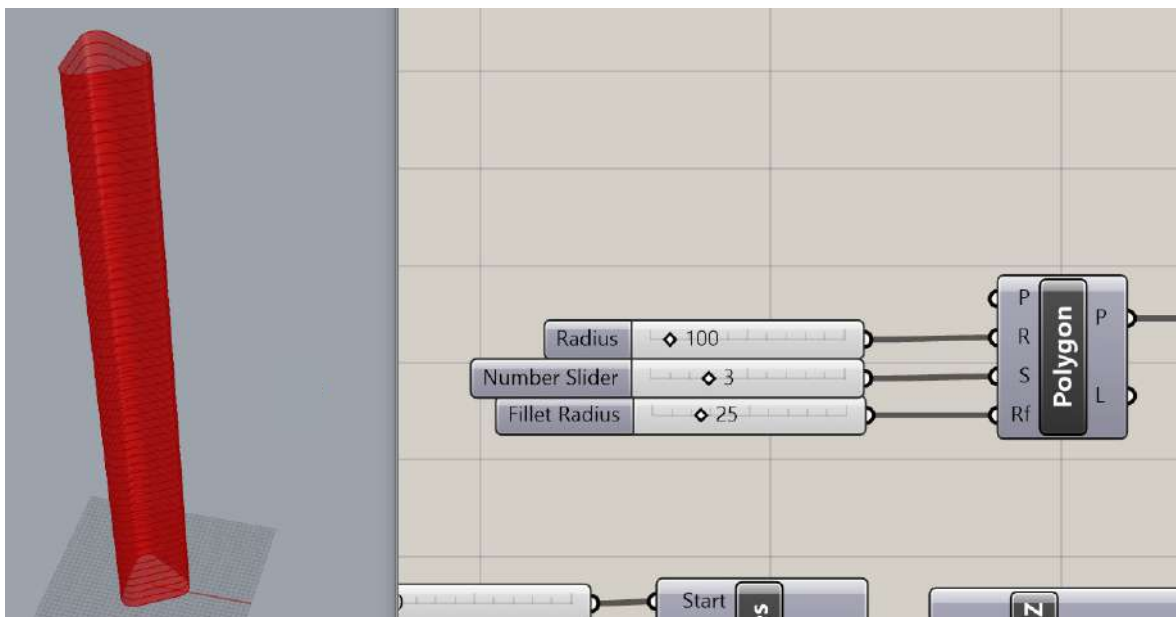 P
Radius 100
R
P
Number Slider 3
S
Polygon
Fillet Radius 25
Rf
L
Start
Z